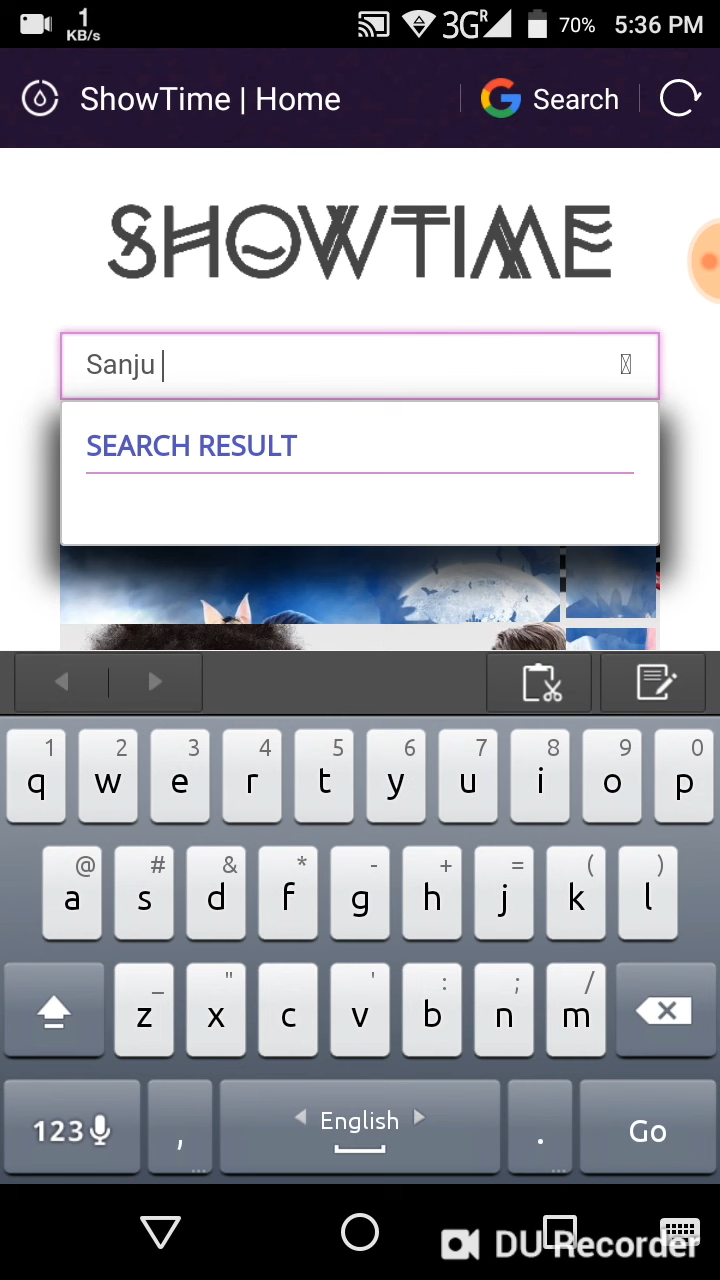 1
KB/s
3G R
70%
5:36 PM
ShowTime | Home
Search
SHOWTIME
Sanju
SEARCH RESULT
1 2 3 4 5 6 7 8 9 0
q w e r t y u i o p
@ # & * - + = ( )
a s d f g h j k l
_ " ' : ; /
z x c v b n m
123 , English . Go
DU Recorder